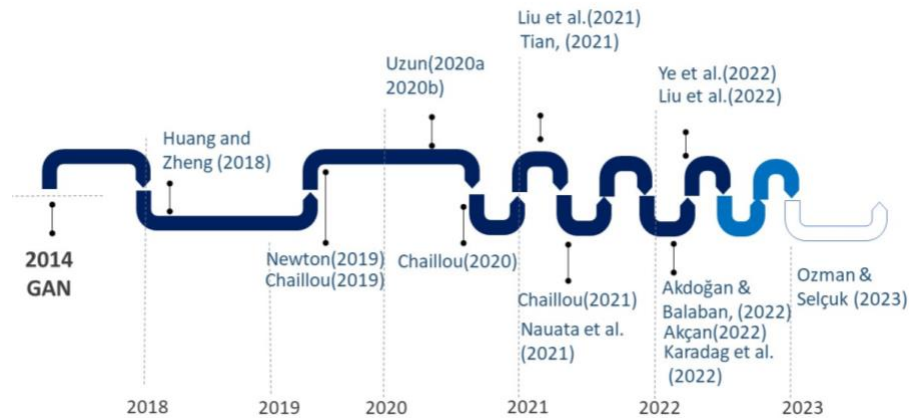 Liu et al.(2021)
Tian, (2021)
Uzun(2020a
2020b)
Ye et al.(2022)
Liu et al.(2022)
Huang and
Zheng (2018)
2014
GAN
Newton(2019)
Chaillou(2019)
Chaillou(2020)
Chaillou(2021)
Nauata et al.
(2021)
Akdoğan &
Balaban, (2022)
Akçan(2022)
Karadag et al.
(2022)
Ozman &
Selçuk (2023)
2018
2019
2020
2021
2022
2023